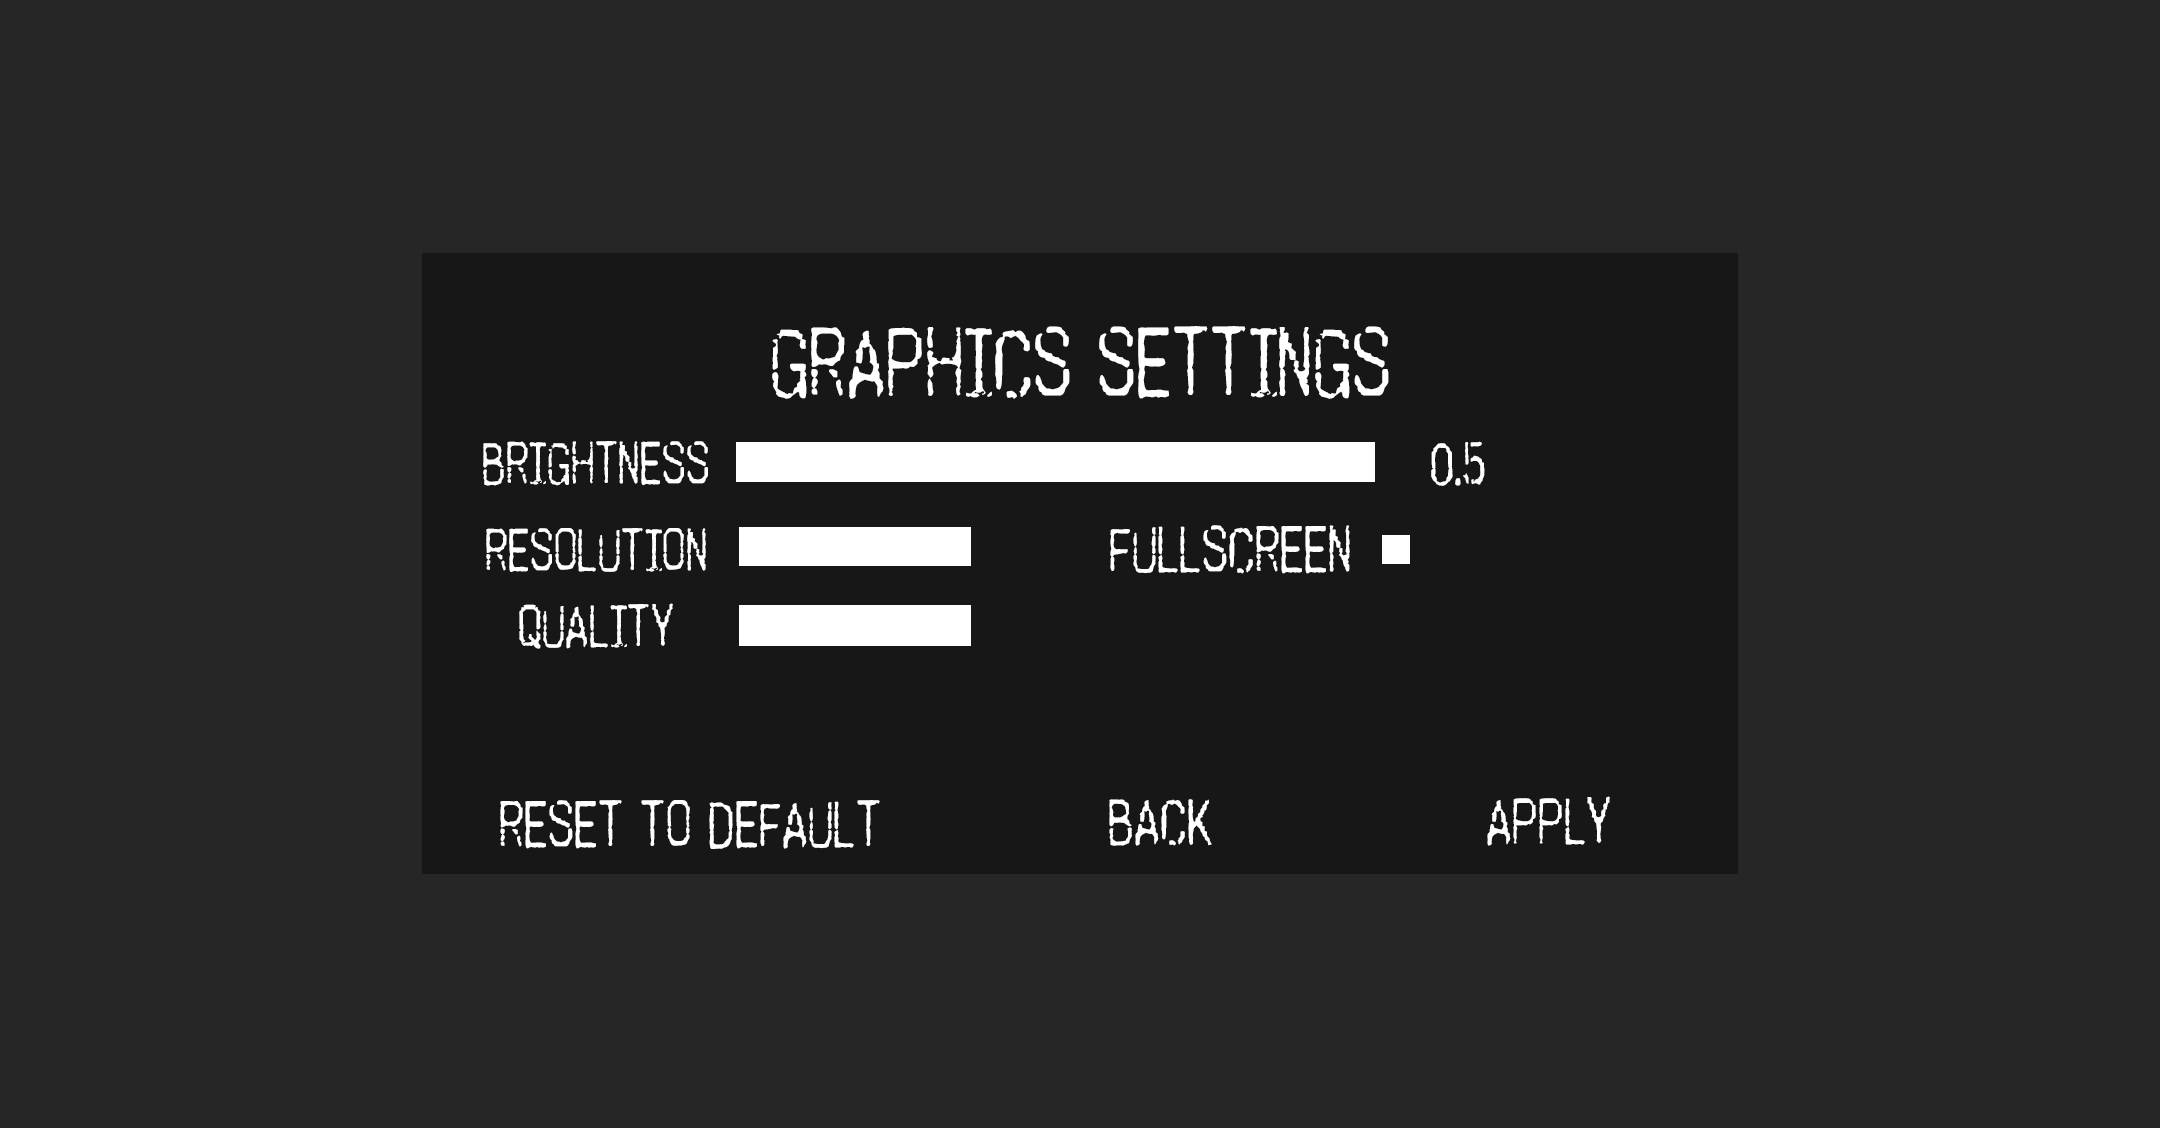 GRAPHICS SETTINGS
BRIGHTNESS 0.5
RESOLUTION FULLSCREEN
QUALITY
RESET TO DEFAULT BACK APPLY